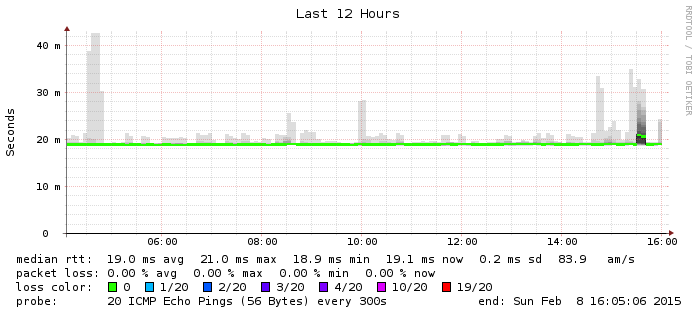 Last 12 Hours
RRDTOOL / TOBI OETIKER
Seconds
40 m
30 m
20 m
10 m
0
06:00 08:00 10:00 12:00 14:00 16:00
median rtt: 19.0 ms avg 21.0 ms max 18.9 ms min 19.1 ms now 0.2 ms sd 83.9 am/s
packet loss: 0.00 % avg 0.00 % max 0.00 % min 0.00 % now
loss color: 0 1/20 2/20 3/20 4/20 10/20 19/20
probe: 20 ICMP Echo Pings (56 Bytes) every 300s end: Sun Feb 8 16:05:06 2015